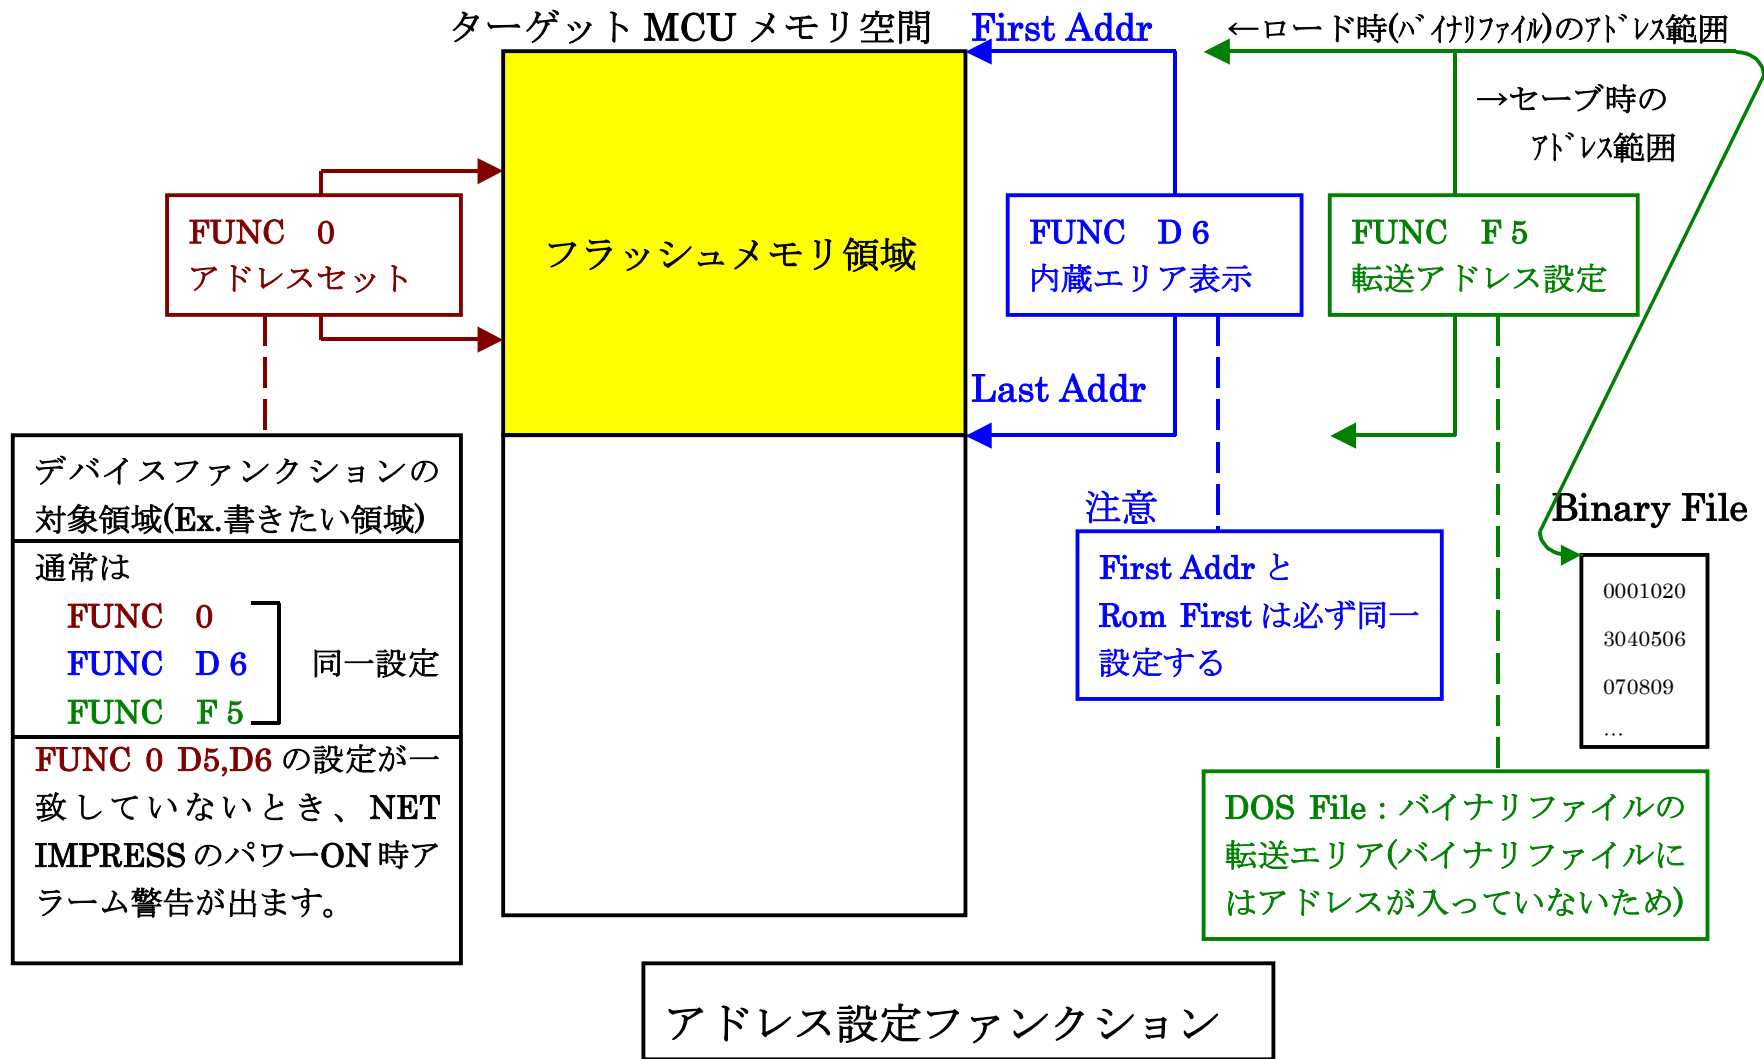 ターゲット MCU メモリ空間
First Addr
←ロード時(ﾊﾞｲﾅﾘﾌｧｲﾙ)のｱﾄﾞﾚｽ範囲
→セーブ時の
ｱﾄﾞﾚｽ範囲
FUNC 0
アドレスセット
フラッシュメモリ領域
FUNC D 6
内蔵エリア表示
FUNC F 5
転送アドレス設定
Last Addr
デバイスファンクションの
対象領域(Ex.書きたい領域)
通常は
FUNC 0
FUNC D 6
FUNC F 5
同一設定
FUNC 0 D5,D6 の設定が一
致していないとき、NET
IMPRESS のパワーON 時ア
ラーム警告が出ます。
注意
First Addr と
Rom First は必ず同一
設定する
Binary File
0001020
3040506
070809
…
DOS File : バイナリファイルの
転送エリア(バイナリファイルに
はアドレスが入っていないため)
アドレス設定ファンクション